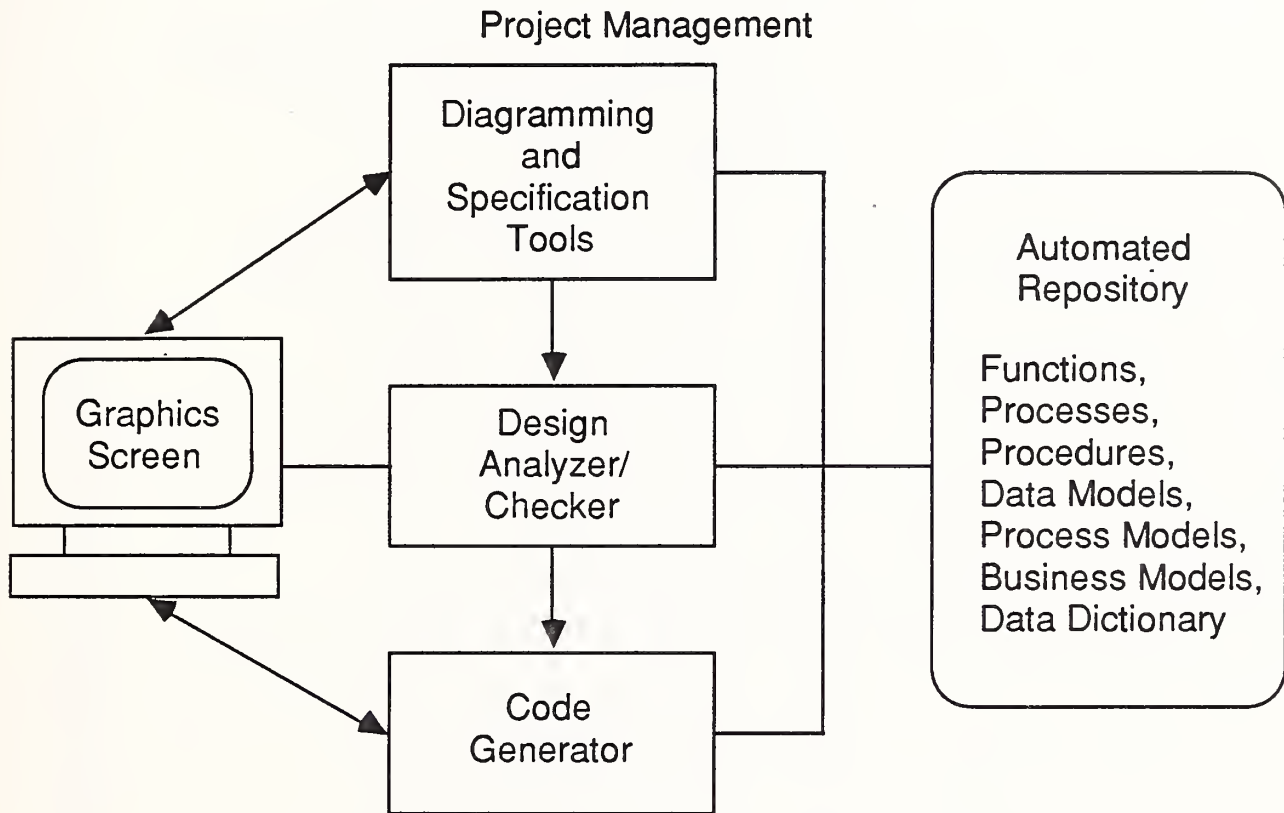 Project Management
Diagramming
and
Specification
Tools
Graphics
Screen
Design
Analyzer/
Checker
Code
Generator
Automated
Repository
Functions,
Processes,
Procedures,
Data Models,
Process Models,
Business Models,
Data Dictionary